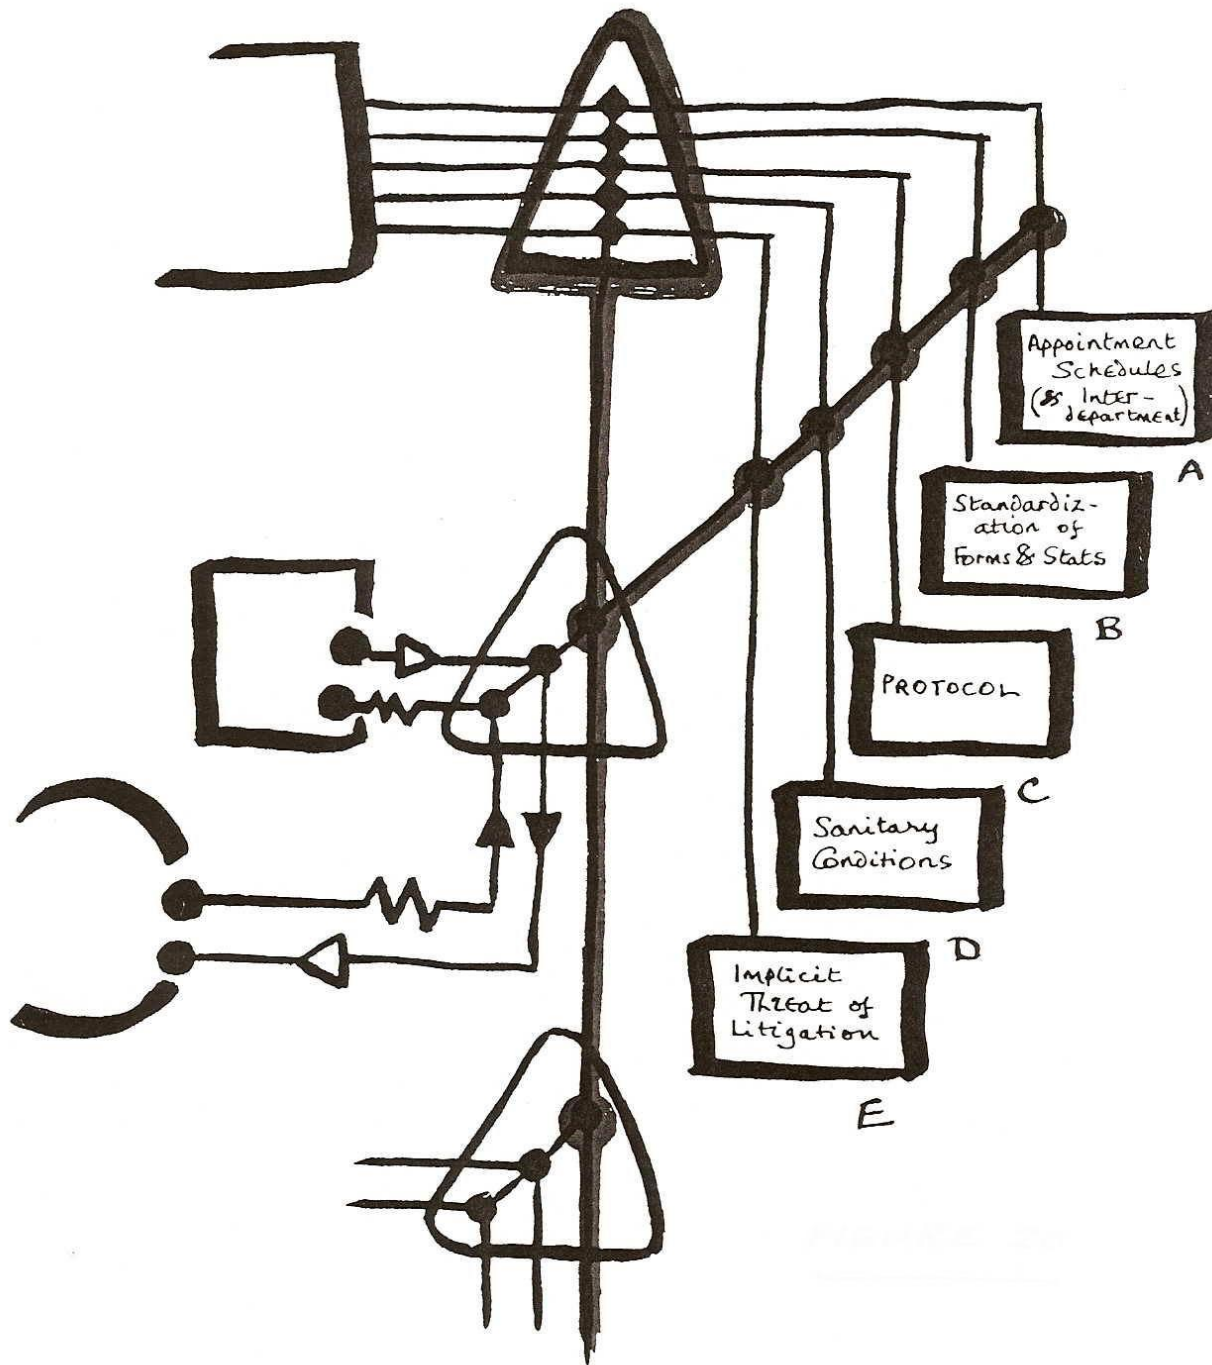 Appointment
Schedules
(& Inter-
department)
A
Standardiz-
ation of
Forms & Stats
B
PROTOCOL
C
Sanitary
Conditions
D
Implicit
Threat of
Litigation
E